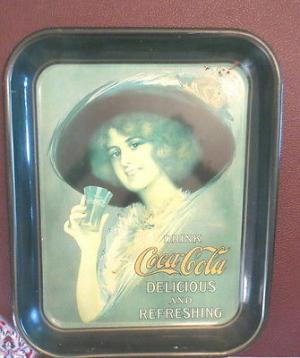 DRINK
Coca-Cola
DELICIOUS
AND
REFRESHING